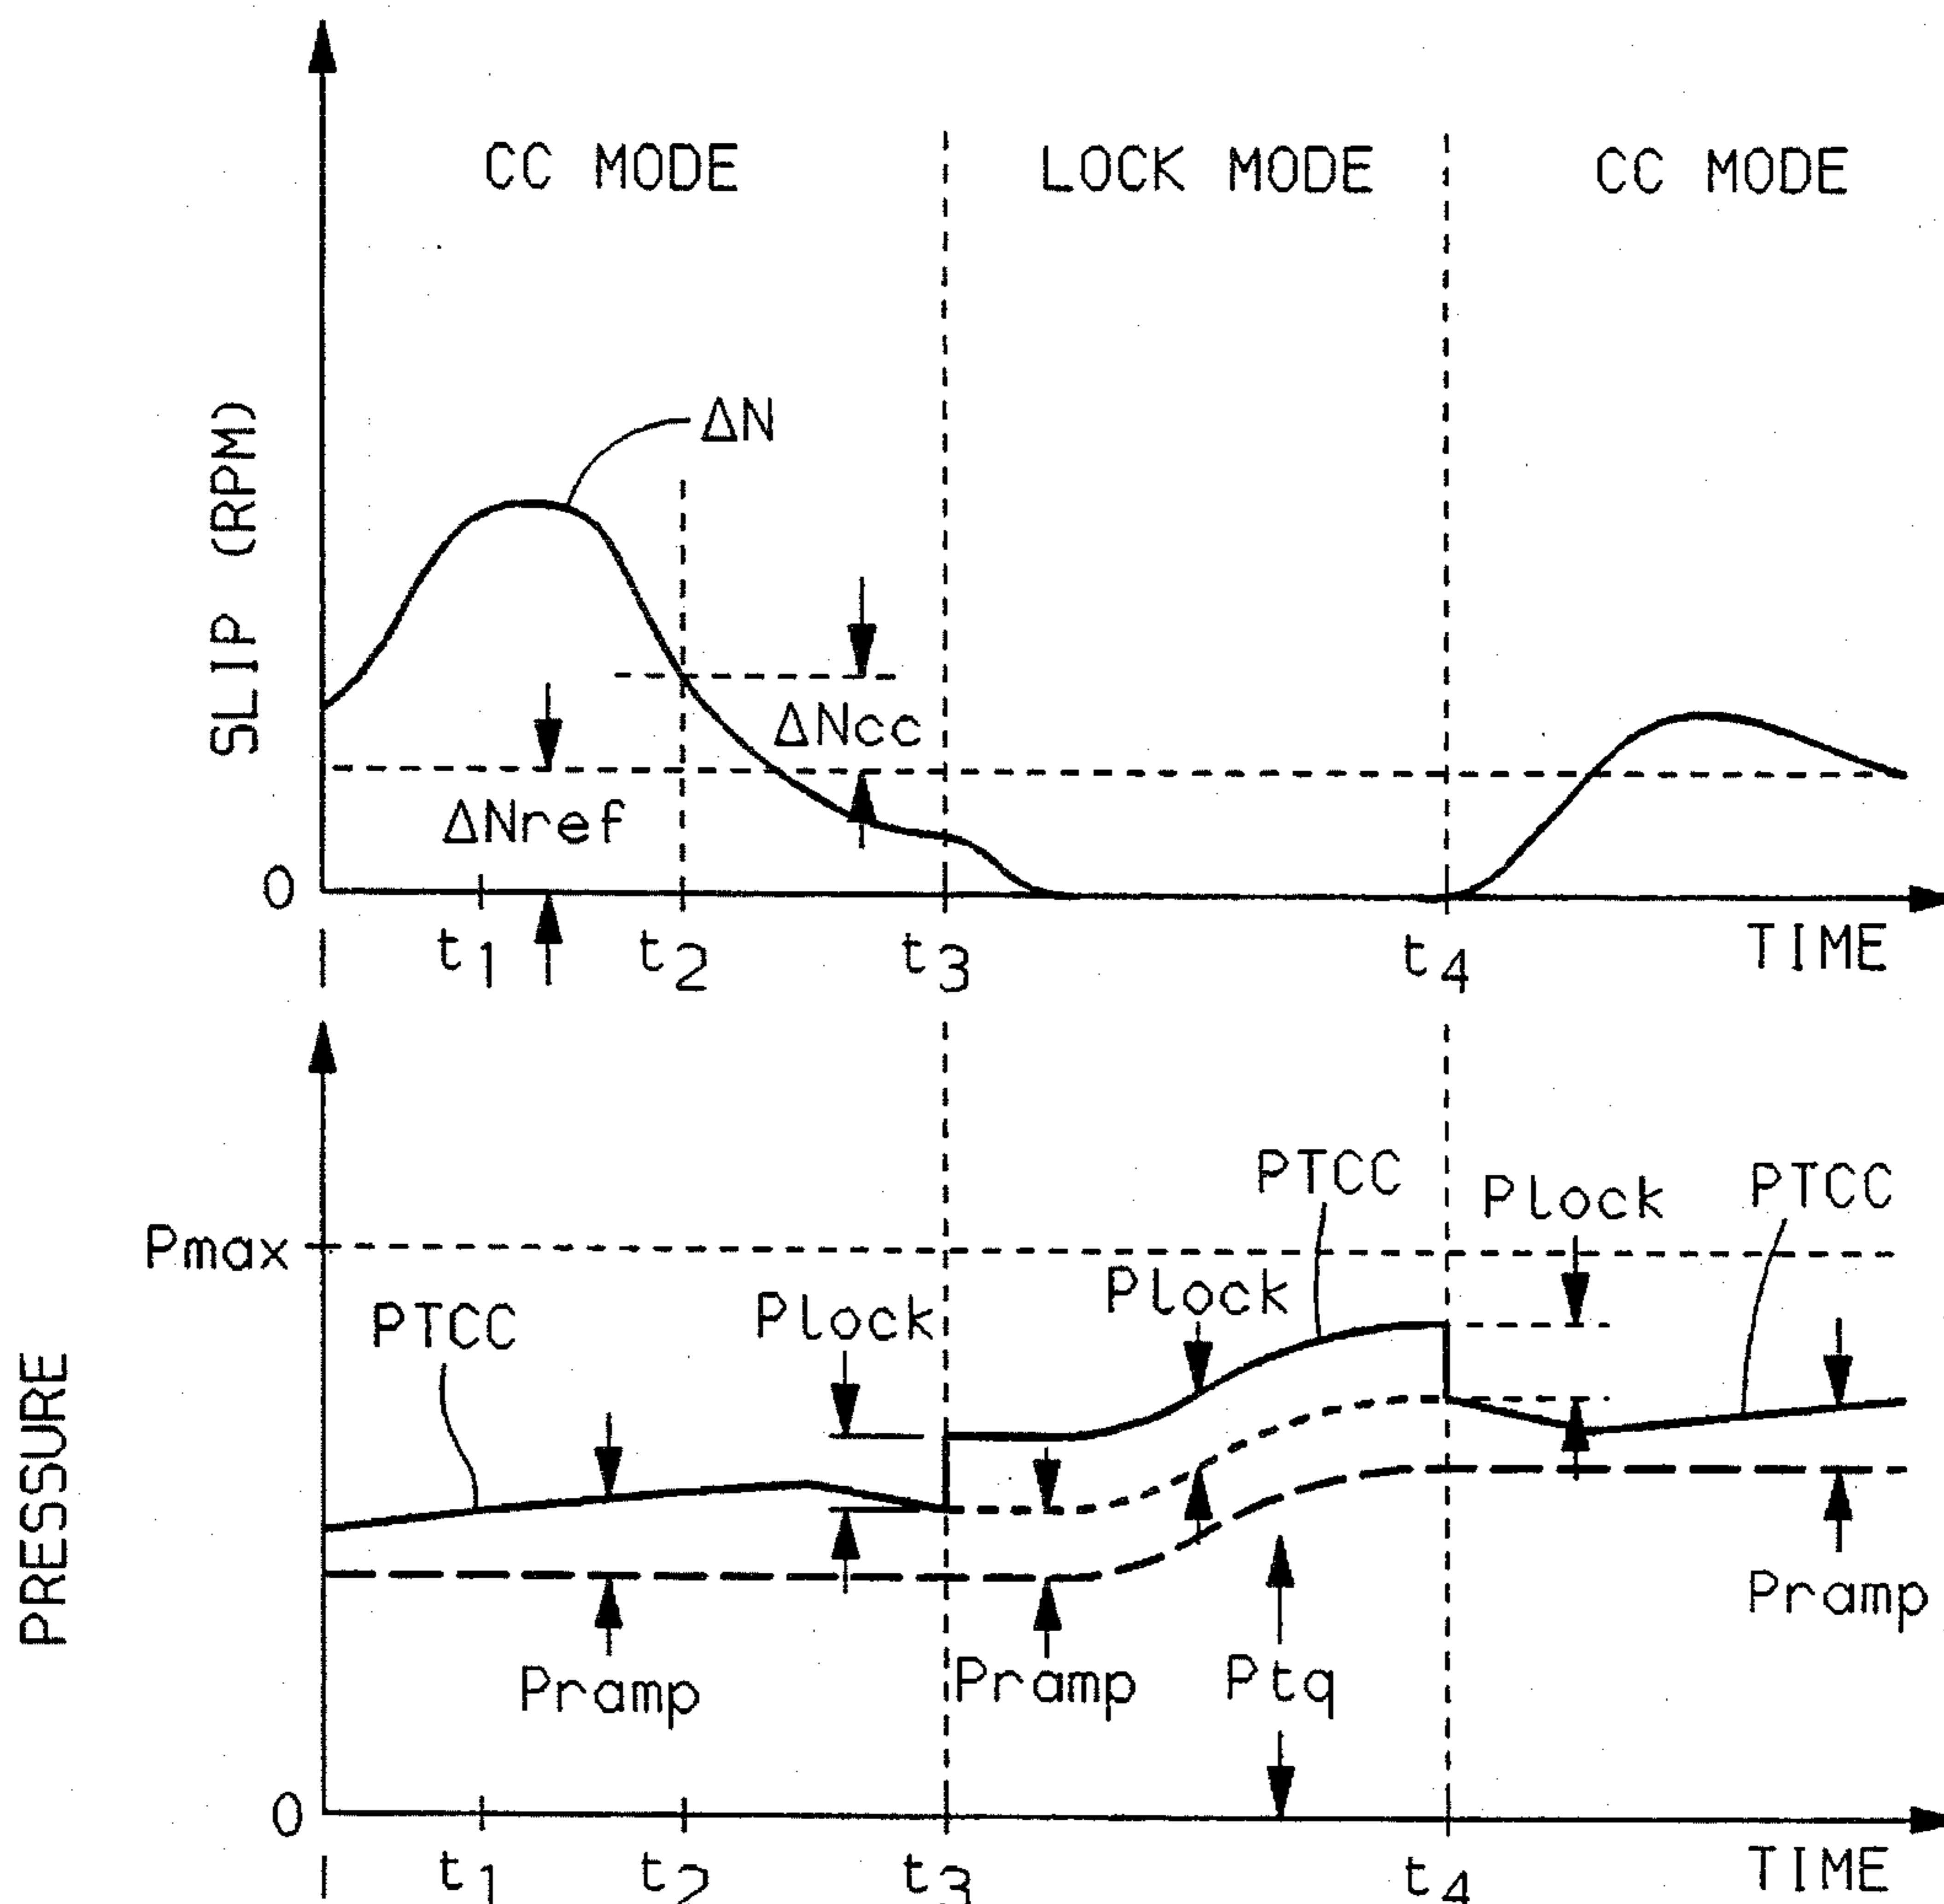 CC MODE LOCK MODE CC MODE
SLIP (RPM)
ΔN
ΔNcc
ΔNref
0
t1 t2 t3 t4 TIME
PRESSURE
PTCC Plock PTCC
Pmax
Plock
PTCC Plock
Pramp
Pramp Pramp Ptq
0
t1 t2 t3 t4 TIME